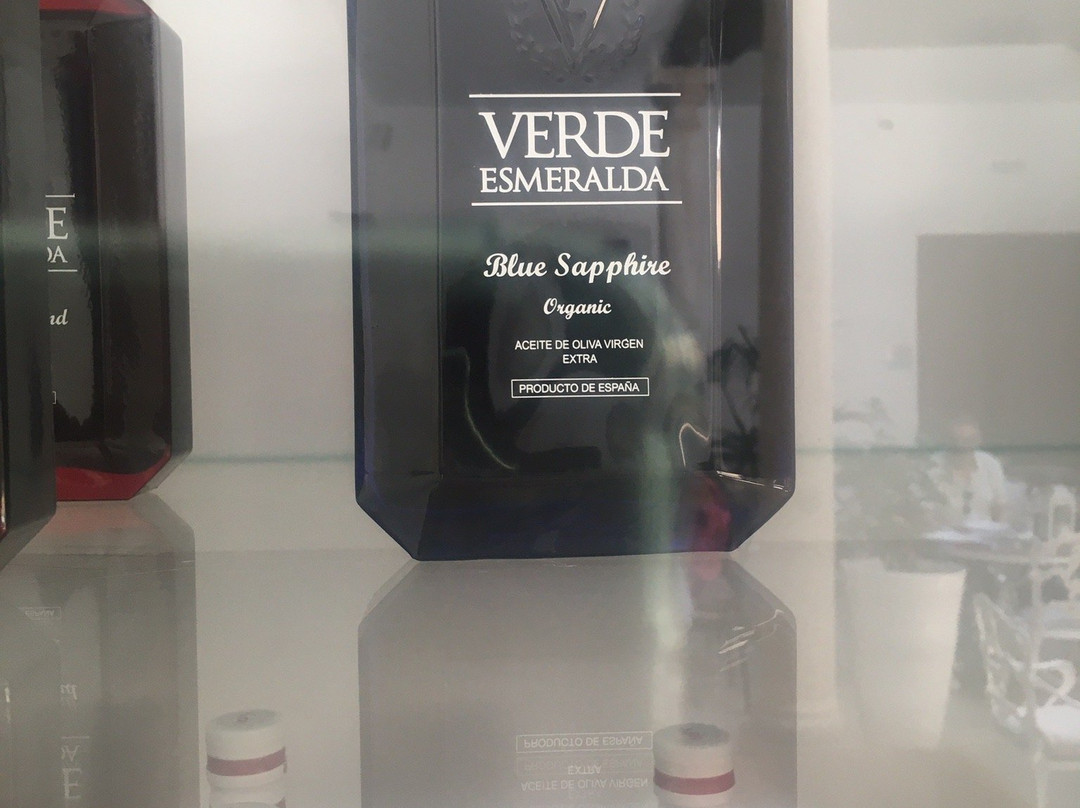 VERDE
ESMERALDA
Blue Sapphire
Organic
ACEITE DE OLIVA VIRGEN
EXTRA
PRODUCTO DE ESPAÑA